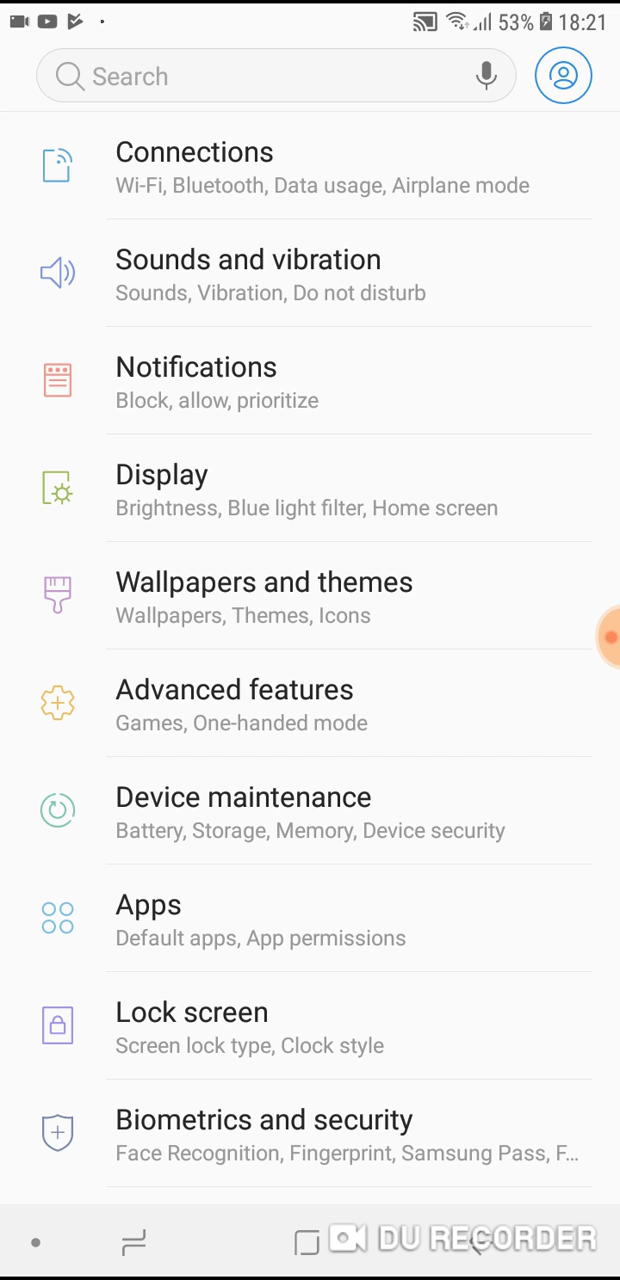 53% 18:21
Search
Connections
Wi-Fi, Bluetooth, Data usage, Airplane mode
Sounds and vibration
Sounds, Vibration, Do not disturb
Notifications
Block, allow, prioritize
Display
Brightness, Blue light filter, Home screen
Wallpapers and themes
Wallpapers, Themes, Icons
Advanced features
Games, One-handed mode
Device maintenance
Battery, Storage, Memory, Device security
Apps
Default apps, App permissions
Lock screen
Screen lock type, Clock style
Biometrics and security
Face Recognition, Fingerprint, Samsung Pass, F...
DU RECORDER